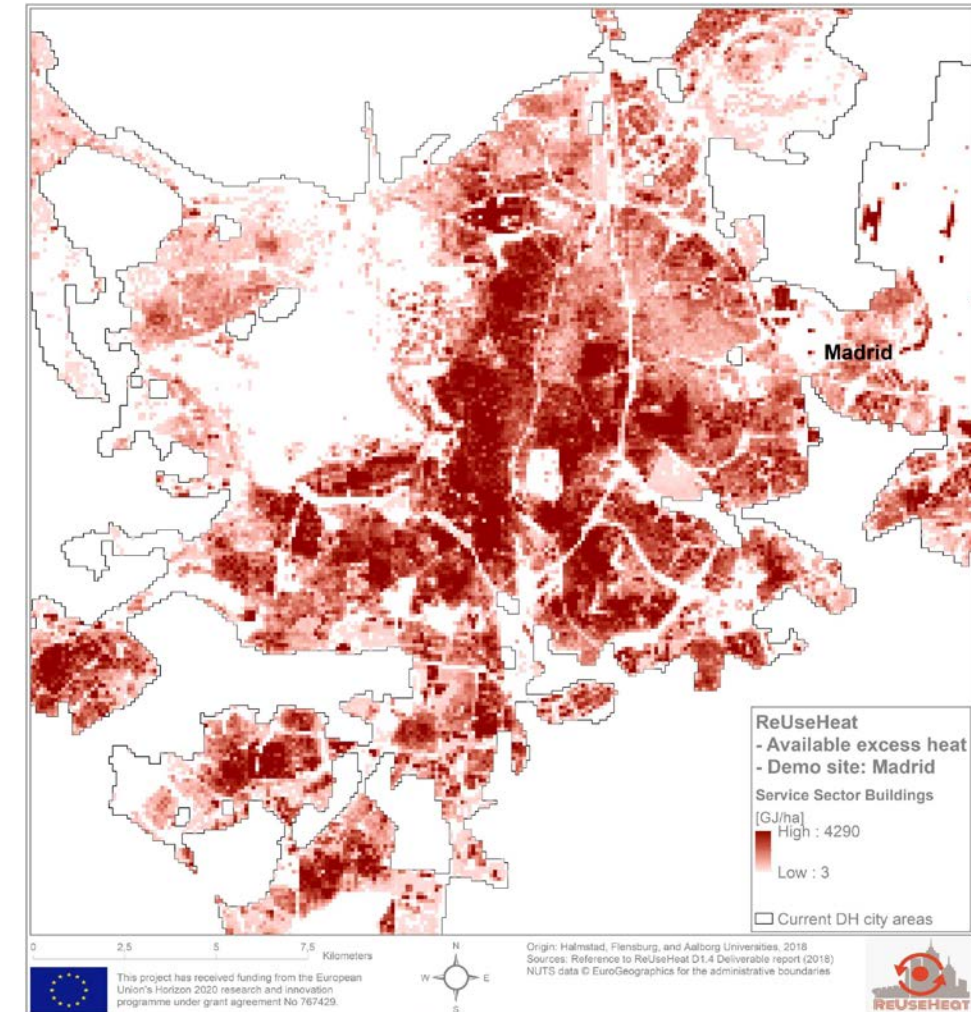 Madrid
ReUseHeat
- Available excess heat
- Demo site: Madrid
Service Sector Buildings
[GJ/ha]
High : 4290
Low : 3
Current DH city areas
0 2,5 5 7,5
Kilometers
N
W E
S
This project has received funding from the European
Union's Horizon 2020 research and innovation
programme under grant agreement No 767429.
Origin: Halmstad, Flensburg, and Aalborg Universities, 2018
Sources: Reference to ReUseHeat D1.4 Deliverable report (2018)
NUTS data © EuroGeographics for the administrative boundaries
REUSEHEAT